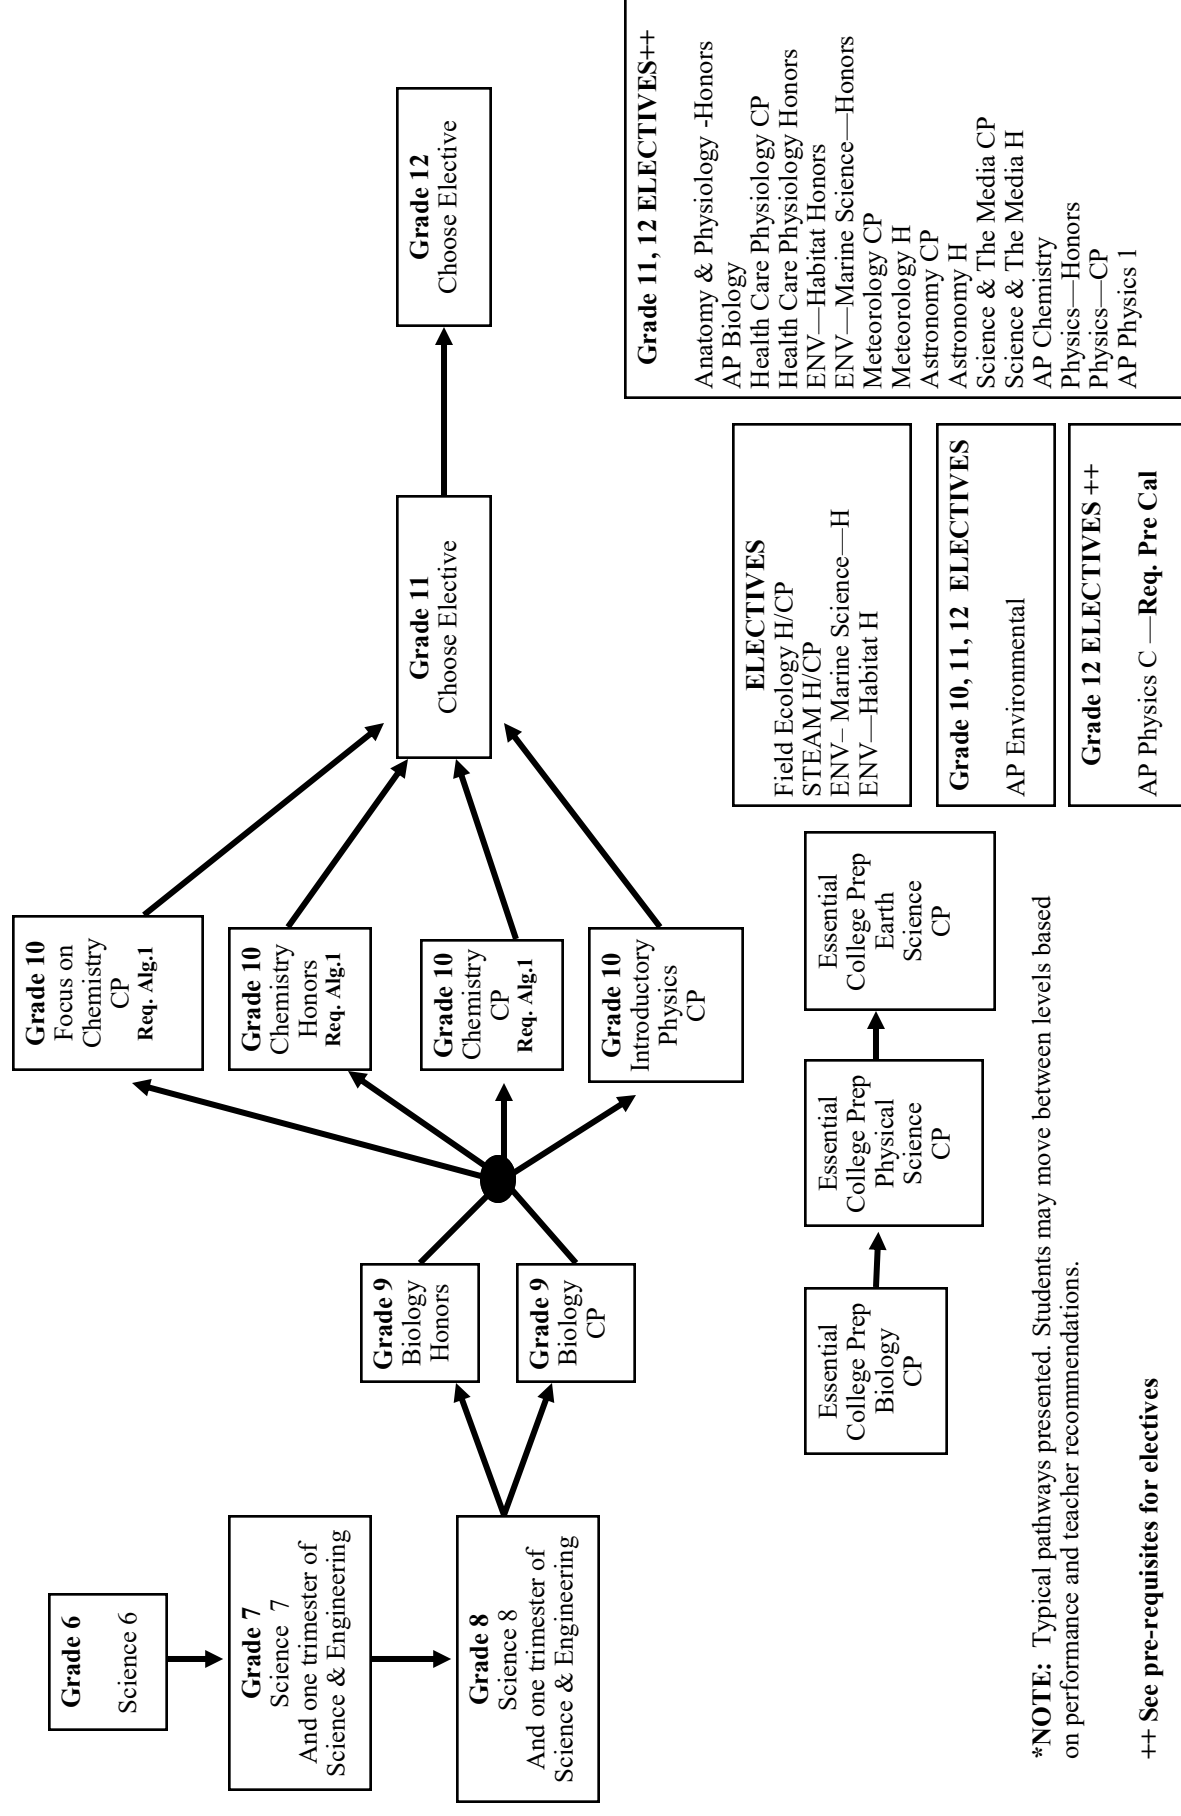 Grade 6
Science 6
Grade 7
Science 7
And one trimester of
Science & Engineering
Grade 8
Science 8
And one trimester of
Science & Engineering
Grade 9
Biology
Honors
Grade 9
Biology
CP
Grade 10
Focus on
Chemistry
CP
Req. Alg.1
Grade 10
Chemistry
Honors
Req. Alg.1
Grade 10
Chemistry
CP
Req. Alg.1
Grade 10
Introductory
Physics
CP
Grade 11
Choose Elective
Grade 12
Choose Elective
Essential
College Prep
Biology
CP
Essential
College Prep
Physical
Science
CP
Essential
College Prep
Earth
Science
CP
ELECTIVES
Field Ecology H/CP
STEAM H/CP
ENV– Marine Science—H
ENV—Habitat H
Grade 10, 11, 12 ELECTIVES
AP Environmental
Grade 12 ELECTIVES ++
AP Physics C —Req. Pre Cal
Grade 11, 12 ELECTIVES++
Anatomy & Physiology -Honors
AP Biology
Health Care Physiology CP
Health Care Physiology Honors
ENV—Habitat Honors
ENV—Marine Science—Honors
Meteorology CP
Meteorology H
Astronomy CP
Astronomy H
Science & The Media CP
Science & The Media H
AP Chemistry
Physics—Honors
Physics—CP
AP Physics 1
*NOTE: Typical pathways presented. Students may move between levels based
on performance and teacher recommendations.
++ See pre-requisites for electives